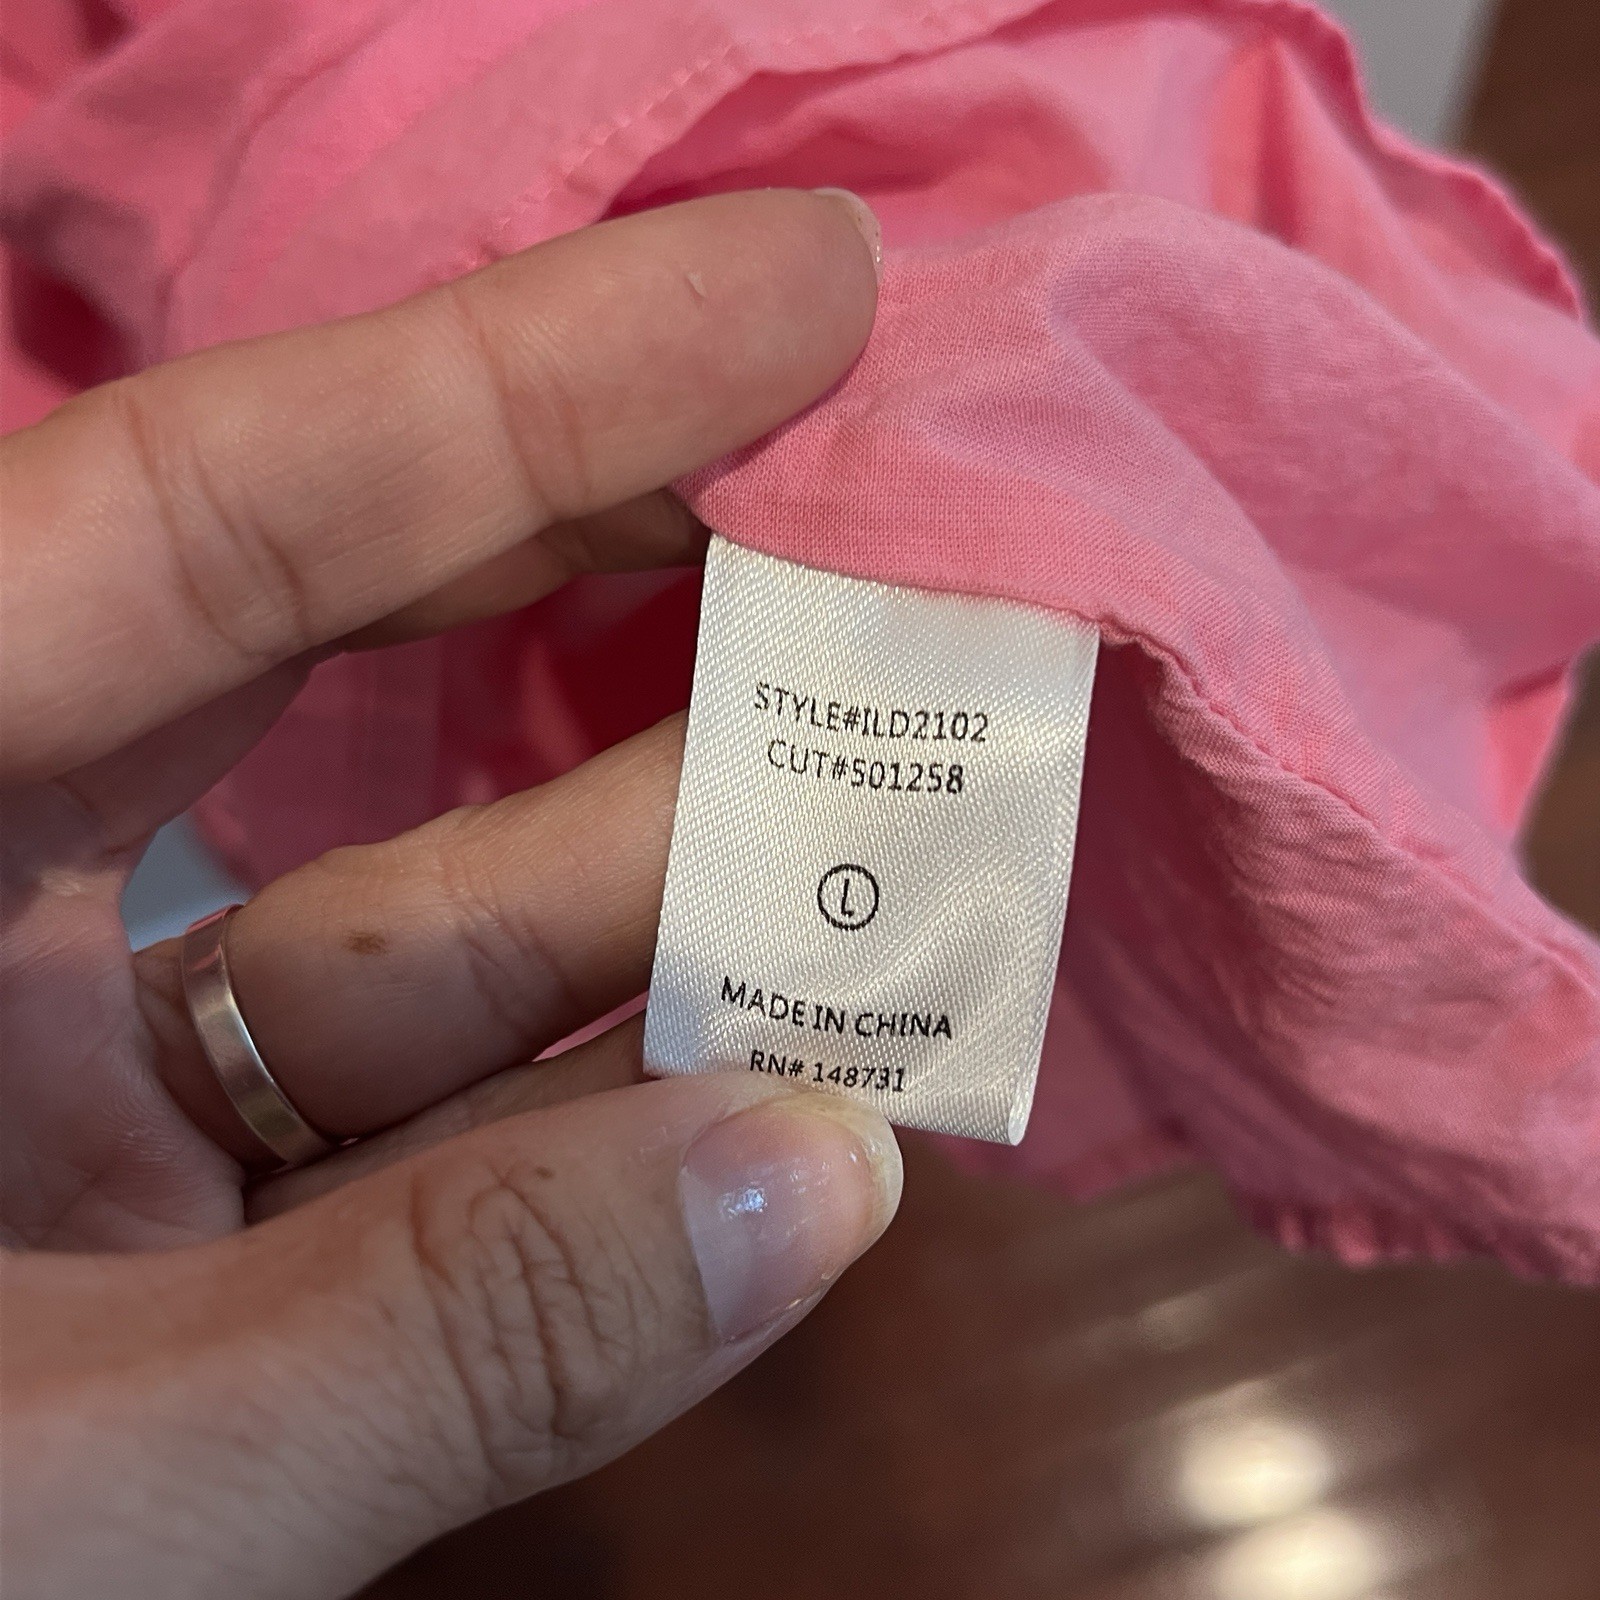 STYLE#ILD2102
CUT#501258
L
MADE IN CHINA
RN# 148731